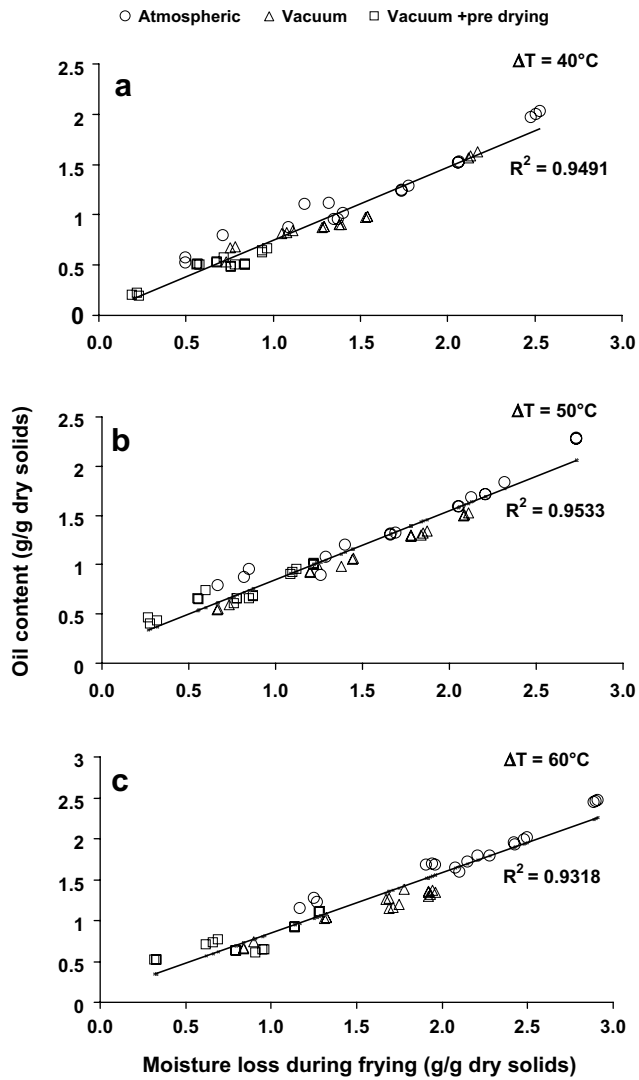 Atmospheric Vacuum Vacuum +pre drying
a
ΔT = 40°C
R² = 0.9491
2.5
2
1.5
1
0.5
0
0.0 0.5 1.0 1.5 2.0 2.5 3.0
b
ΔT = 50°C
R² = 0.9533
2.5
2
1.5
1
0.5
0
0.0 0.5 1.0 1.5 2.0 2.5 3.0
c
ΔT = 60°C
R² = 0.9318
3
2.5
2
1.5
1
0.5
0
0.0 0.5 1.0 1.5 2.0 2.5 3.0
Oil content (g/g dry solids)
Moisture loss during frying (g/g dry solids)